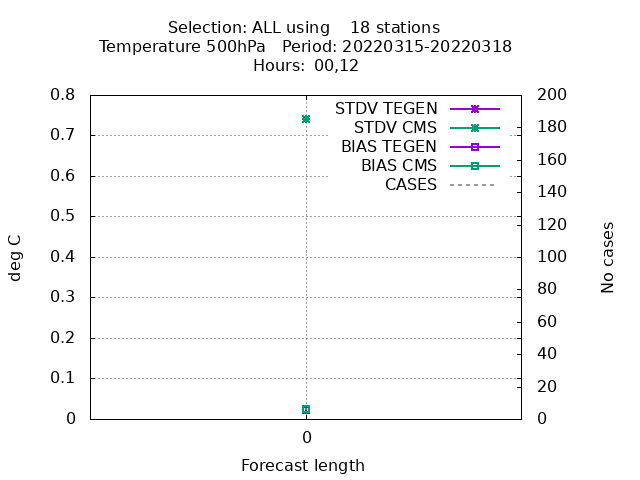 Selection: ALL using    18 stations
Temperature 500hPa   Period: 20220315-20220318
Hours:  00,12
0.8
0.7
0.6
0.5
0.4
0.3
0.2
0.1
0
deg C
STDV TEGEN
STDV CMS
BIAS TEGEN
BIAS CMS
CASES
200
180
160
140
120
100
80
60
40
20
0
No cases
0
Forecast length